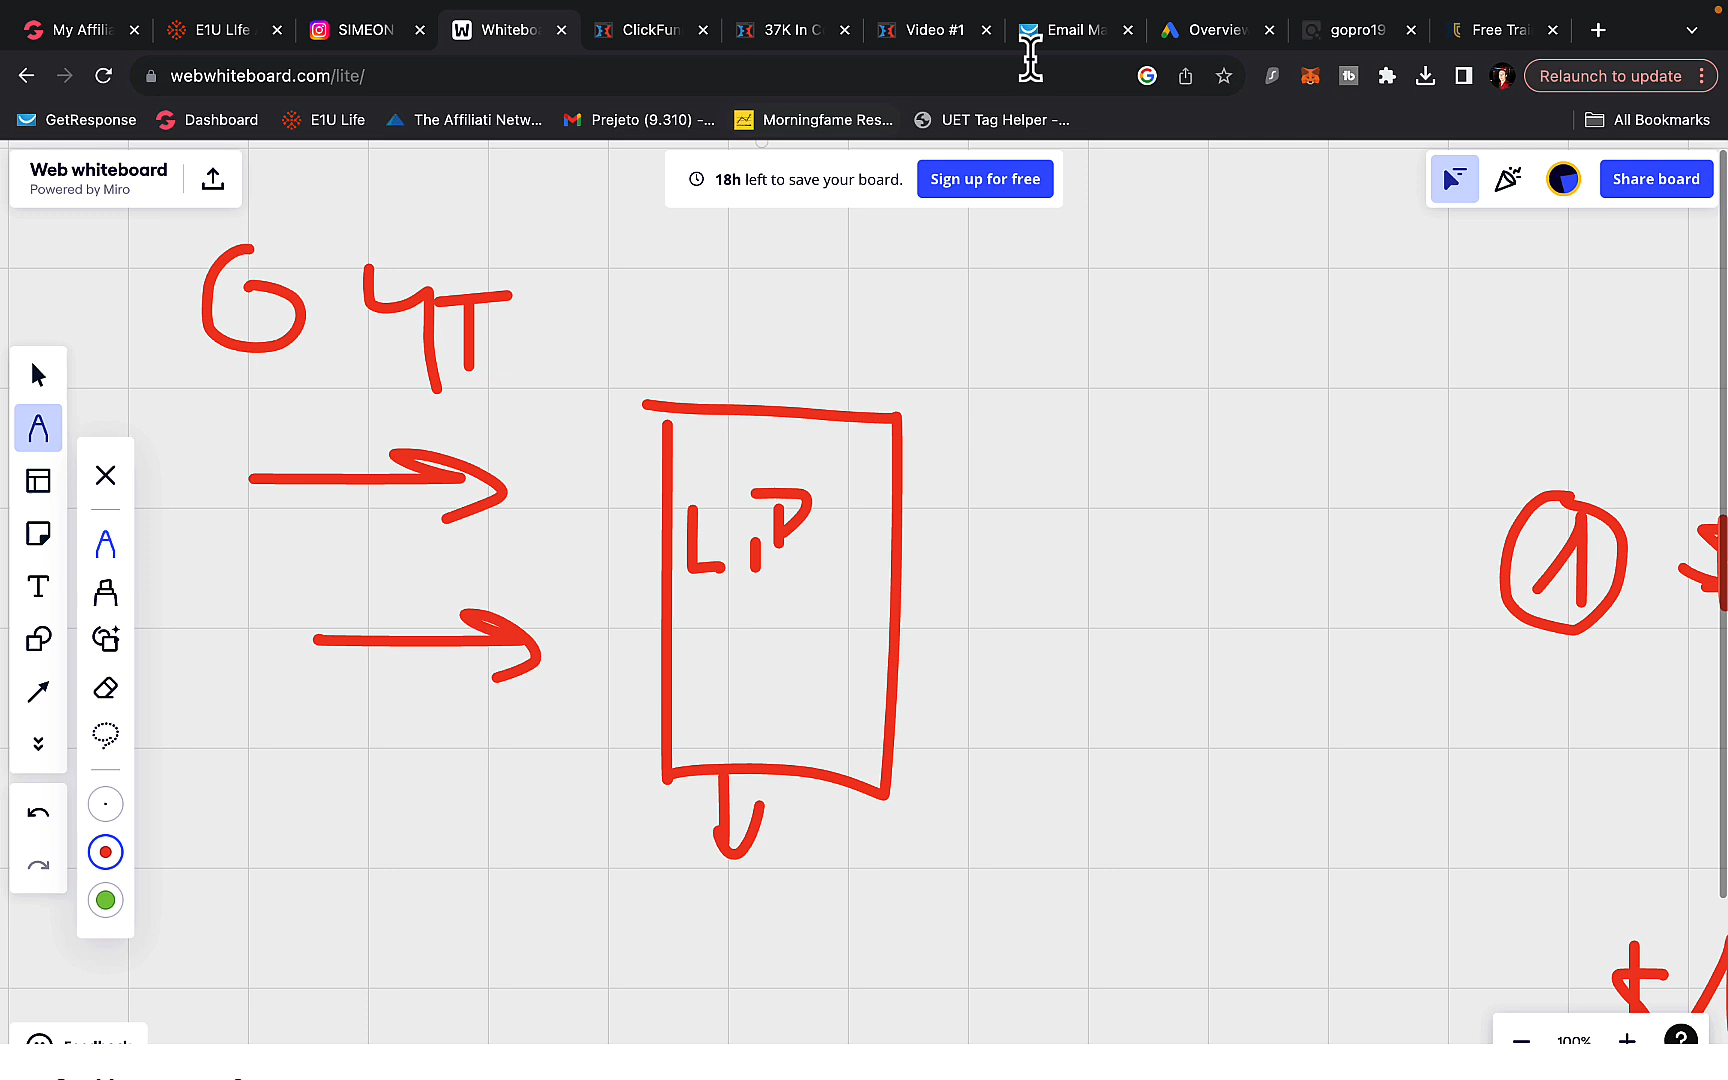 My Affilia
E1U LIfe
SIMEON
Whitebo
ClickFun
37K In C
Video #1
Email Ma
Overview
gopro19
Free Trai
webwhiteboard.com/lite/
Relaunch to update
GetResponse
Dashboard
E1U Life
The Affiliati Netw...
Prejeto (9.310) -...
Morningfame Res...
UET Tag Helper -...
All Bookmarks
Web whiteboard
Powered by Miro
18h left to save your board.
Sign up for free
Share board
G YT
L.P
1
100%